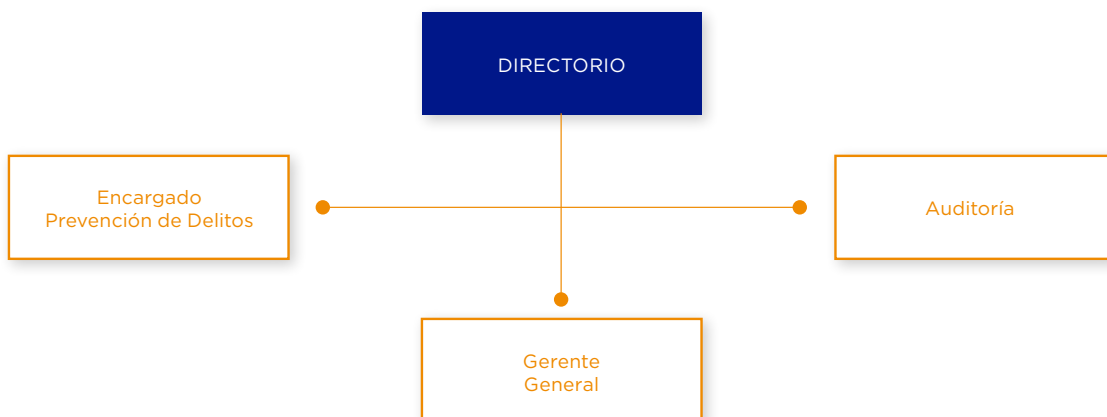 DIRECTORIO
Encargado
Prevención de Delitos
Auditoría
Gerente
General